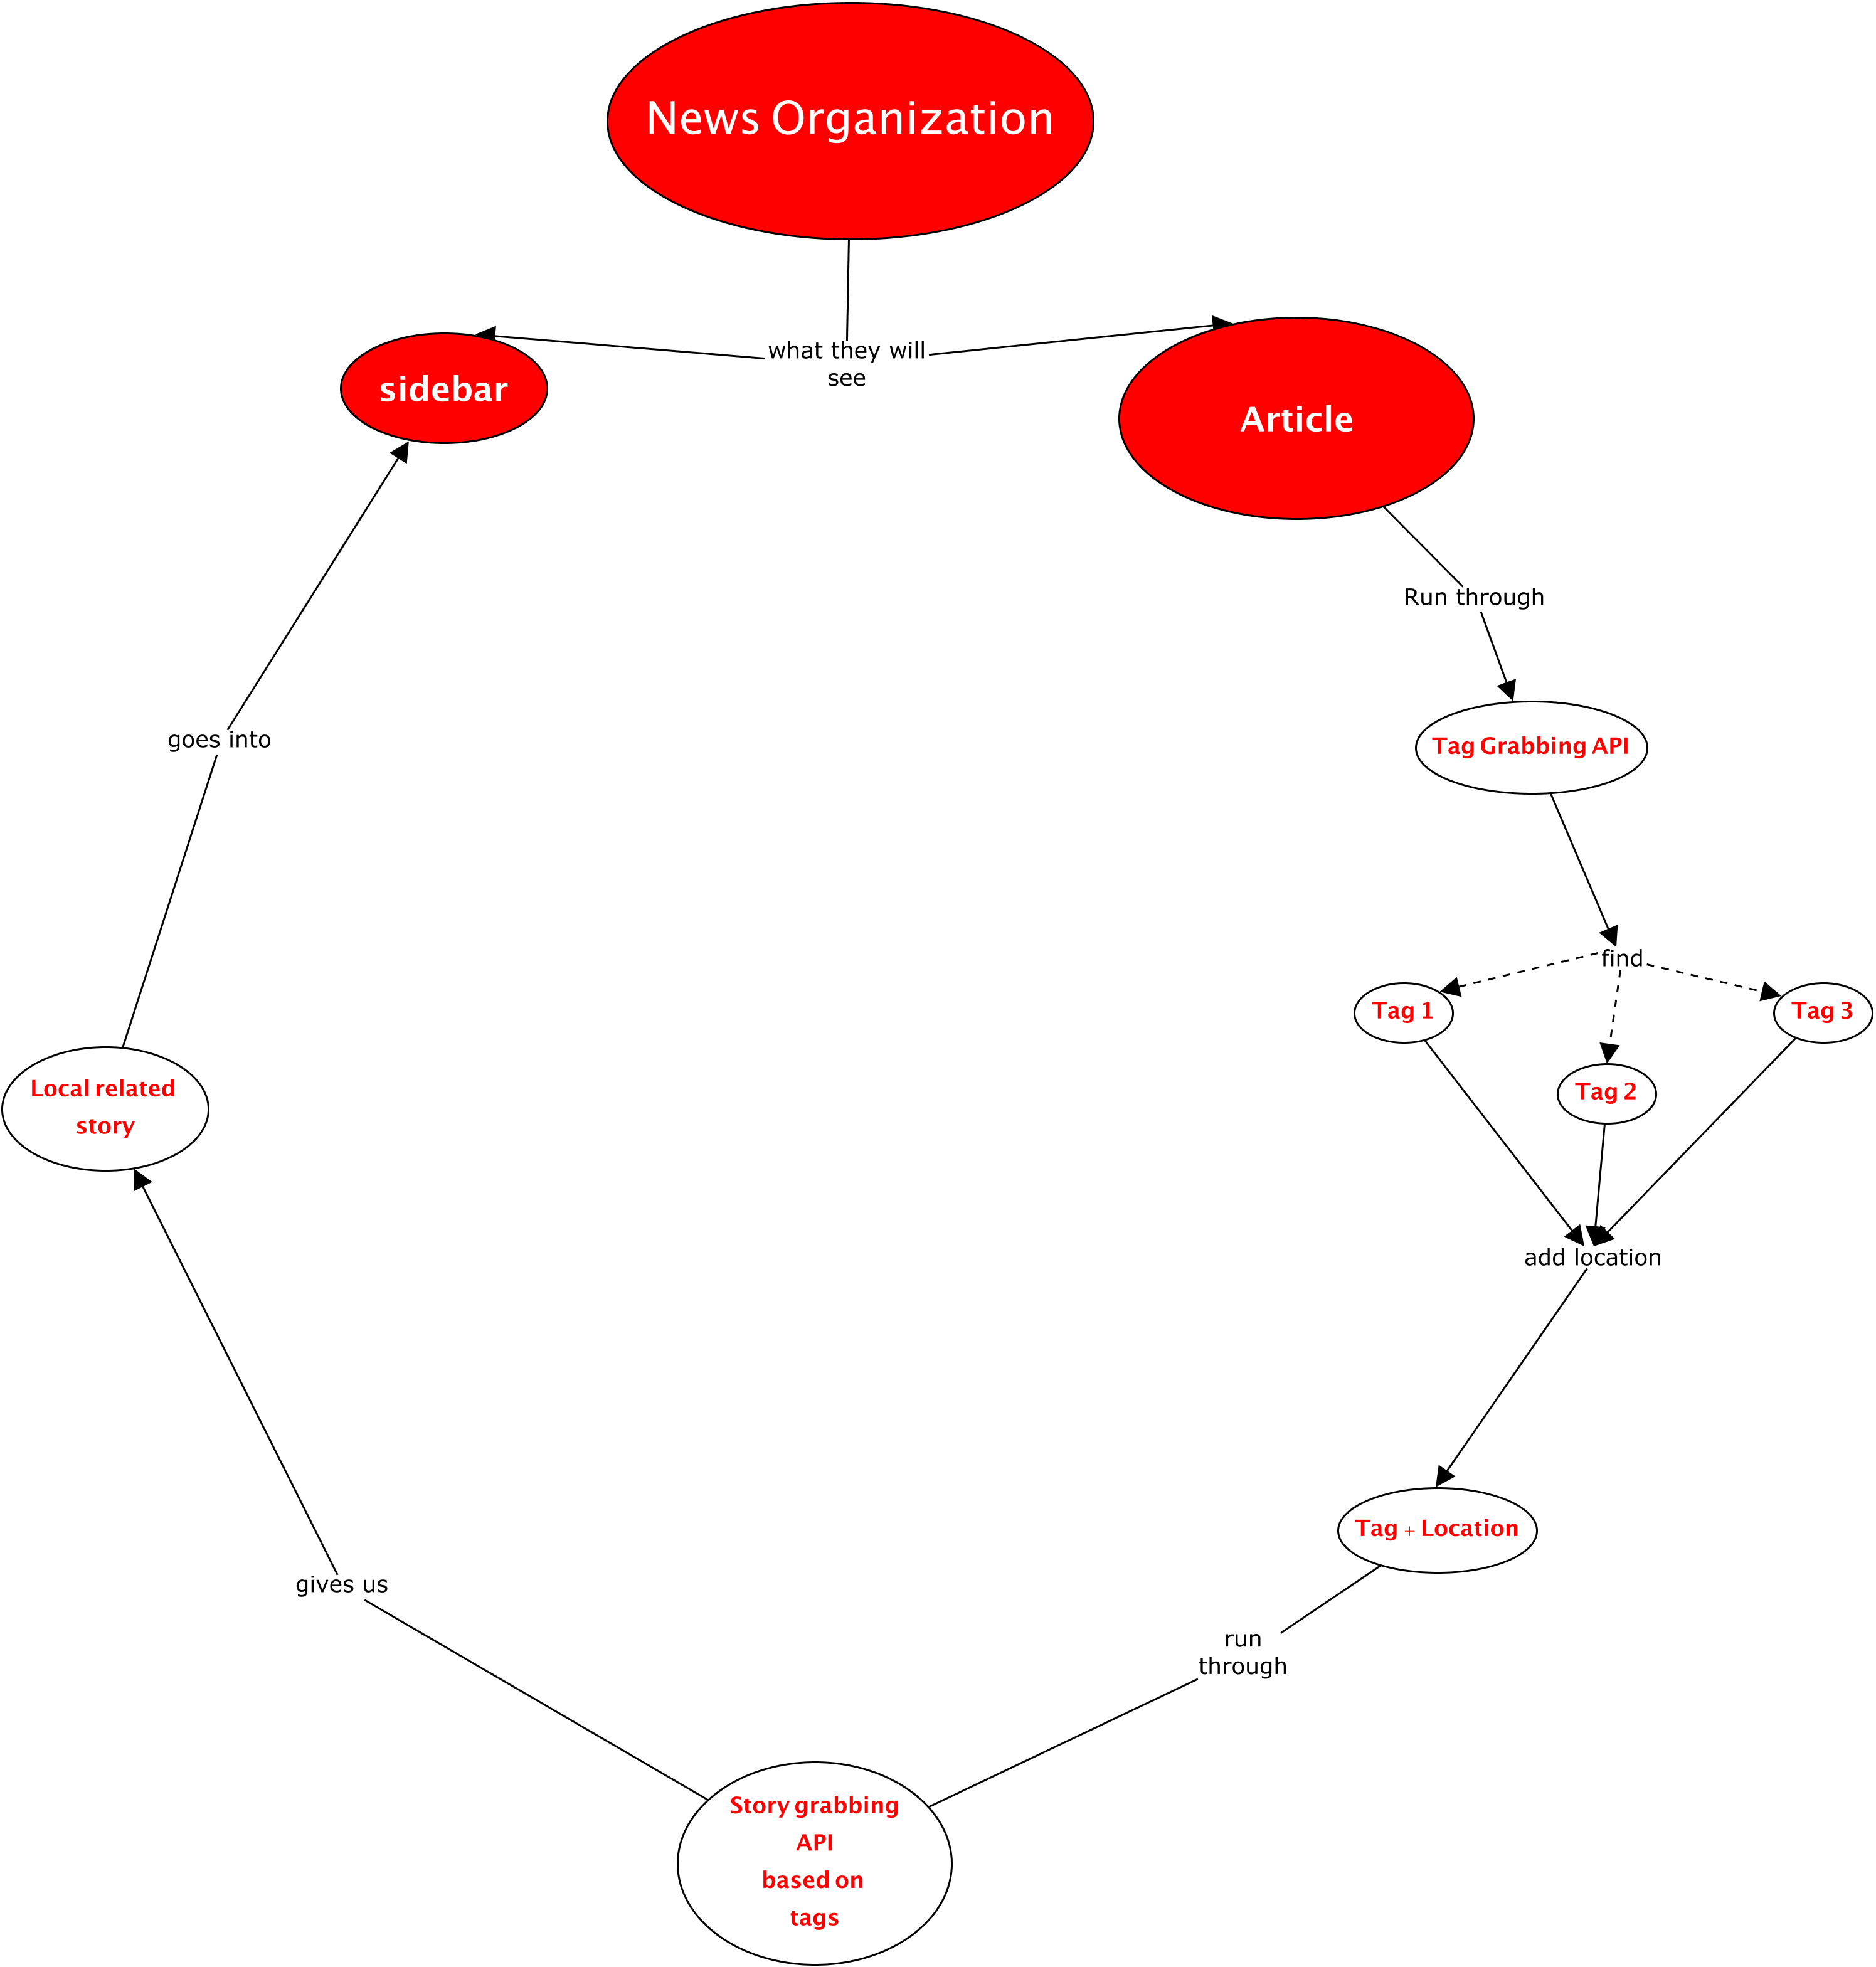 News Organization
what they will
see
sidebar
Article
Run through
Tag Grabbing API
goes into
find
Tag 1
Tag 3
Tag 2
Local related
story
add location
Tag + Location
gives us
run
through
Story grabbing
API
based on
tags